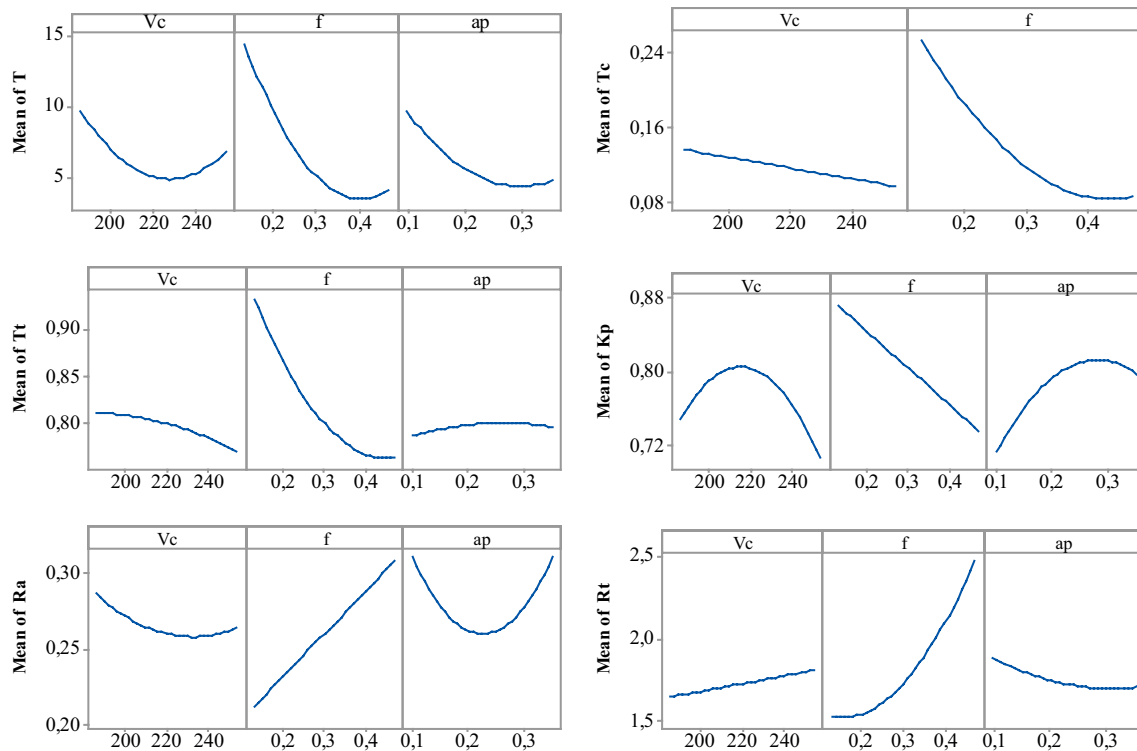 Vc f ap
Mean of T
15
10
5
200 220 240 0,2 0,3 0,4 0,1 0,2 0,3
Vc f
Mean of Tc
0,24
0,16
0,08
200 220 240 0,2 0,4
Vc f ap
Mean of Tt
0,90
0,85
0,80
200 220 240 0,2 0,3 0,4 0,1 0,2 0,3
Vc f ap
Mean of Kp
0,88
0,80
0,72
200 220 240 0,2 0,3 0,4 0,1 0,2 0,3
Vc f ap
Mean of Ra
0,30
0,25
0,20
200 220 240 0,2 0,3 0,4 0,1 0,2 0,3
Vc f ap
Mean of Rt
2,5
2,0
1,5
200 220 240 0,2 0,3 0,4 0,1 0,2 0,3